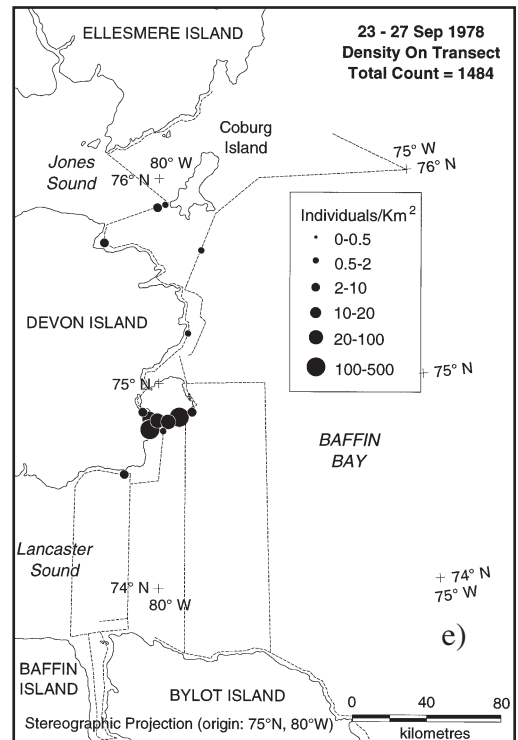 ELLESMERE ISLAND
23 - 27 Sep 1978
Density On Transect
Total Count = 1484
Coburg
Island
75° W
76° N
Jones
Sound
80° W
76° N
Individuals/Km²
0-0.5
0.5-2
2-10
10-20
20-100
100-500
DEVON ISLAND
75° N
75° N
BAFFIN
BAY
Lancaster
Sound
74° N
80° W
74° N
75° W
e)
BAFFIN
ISLAND
BYLOT ISLAND
0 40 80
kilometres
Stereographic Projection (origin: 75°N, 80°W)